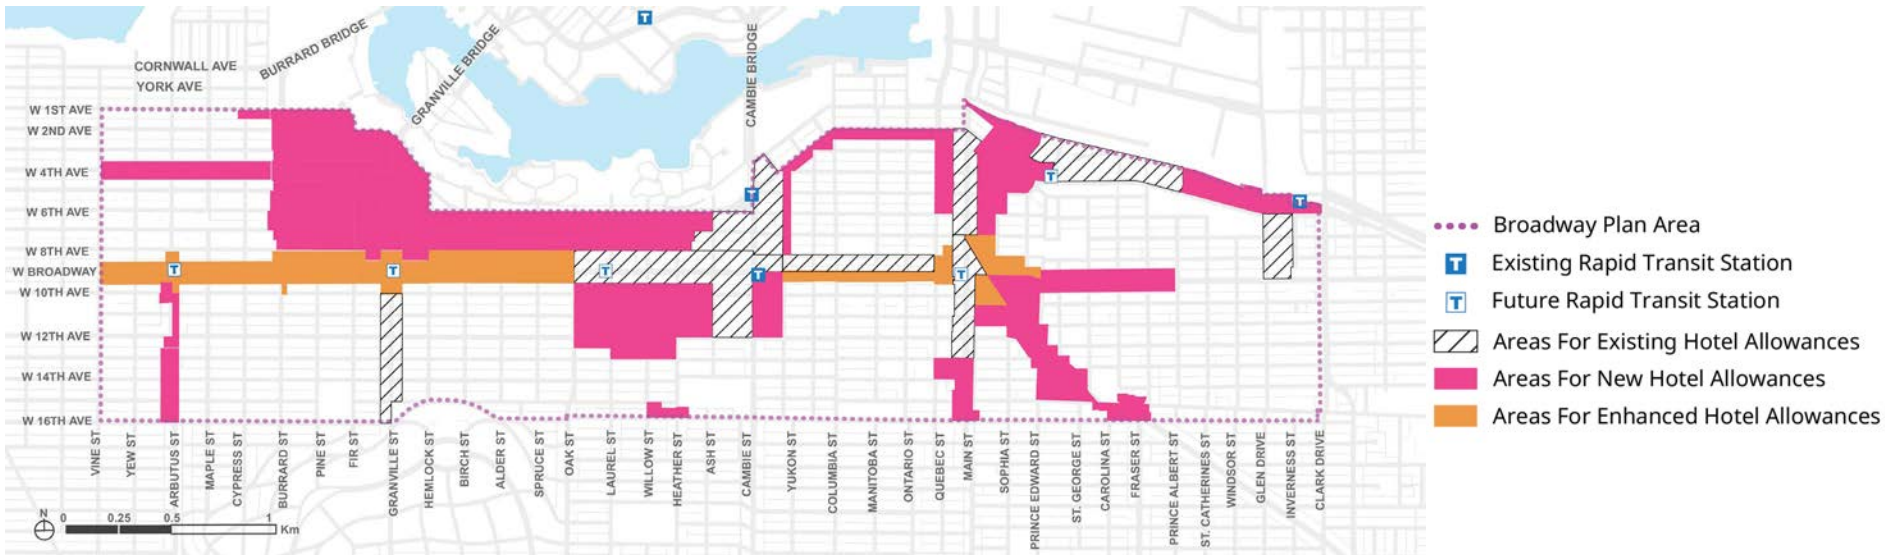 CORNWALL AVE
YORK AVE
BURRARD BRIDGE
GRANVILLE BRIDGE
CAMBIE BRIDGE
W 1ST AVE
W 2ND AVE
W 4TH AVE
W 6TH AVE
W 8TH AVE
W BROADWAY
W 10TH AVE
W 12TH AVE
W 14TH AVE
W 16TH AVE
T
T
T
T
T
T
T
T
T
VINE ST
YEW ST
ARBUTUS ST
MAPLE ST
CYPRESS ST
BURRARD ST
PINE ST
FIR ST
GRANVILLE ST
HEMLOCK ST
BIRCH ST
ALDER ST
SPRUCE ST
OAK ST
LAUREL ST
WILLOW ST
HEATHER ST
ASH ST
CAMBIE ST
YUKON ST
COLUMBIA ST
MANITOBA ST
ONTARIO ST
QUEBEC ST
MAIN ST
SOPHIA ST
PRINCE EDWARD ST
ST. GEORGE ST
CAROLINA ST
FRASER ST
PRINCE ALBERT ST
ST. CATHERINES ST
WINDSOR ST
GLEN DRIVE
INVERNESS ST
CLARK DRIVE
N
0 0.25 0.5 1
Km
Broadway Plan Area
T Existing Rapid Transit Station
T Future Rapid Transit Station
Areas For Existing Hotel Allowances
Areas For New Hotel Allowances
Areas For Enhanced Hotel Allowances